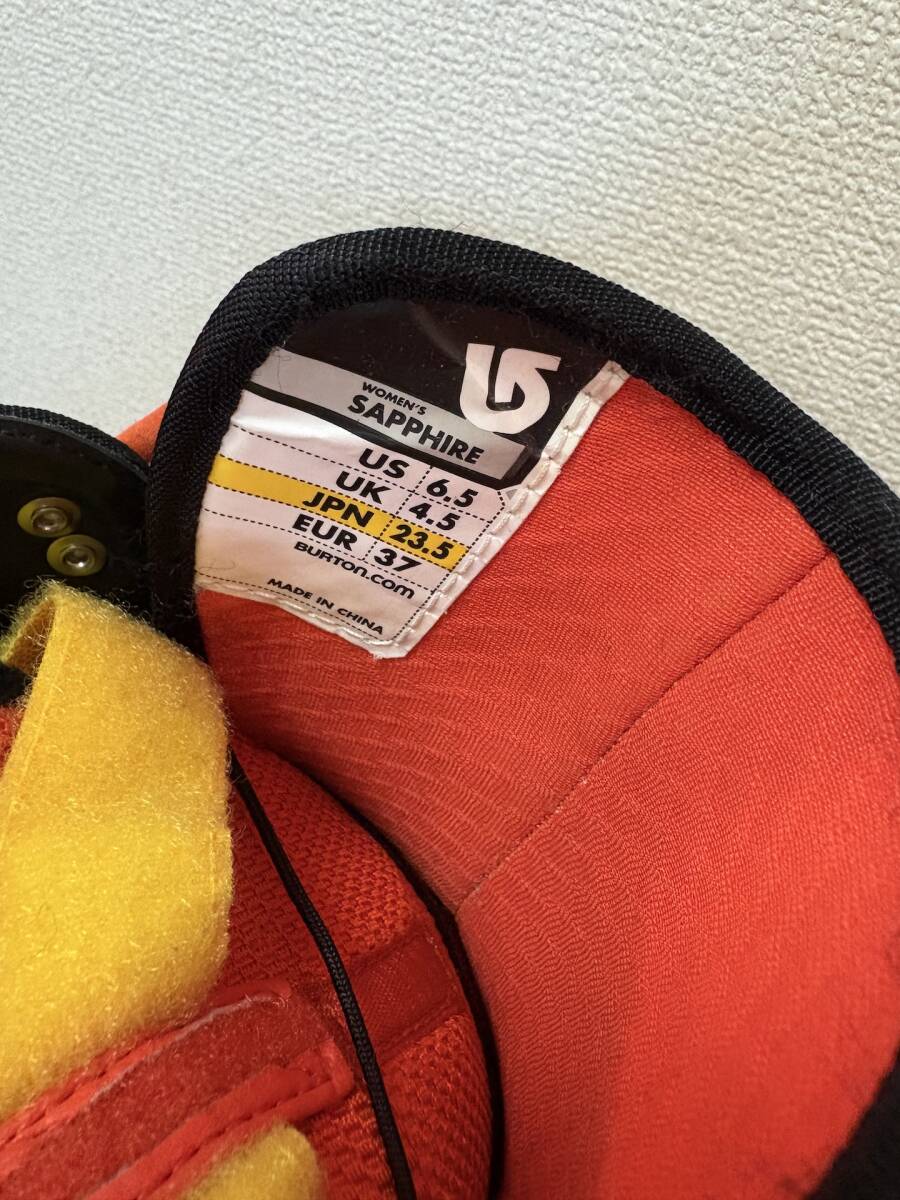 WOMEN'S
SAPPHIRE
US 6.5
UK 4.5
JPN 23.5
EUR 37
BURTON.COM
MADE IN CHINA